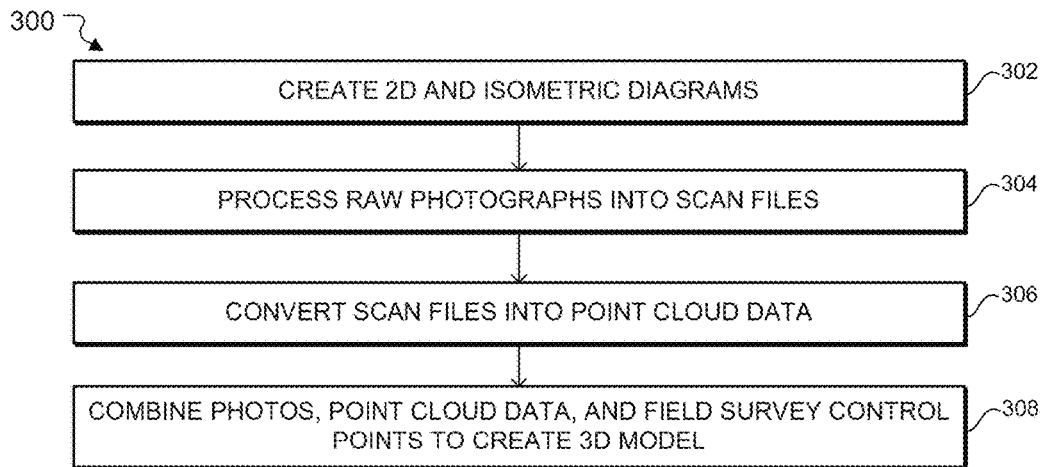 300
CREATE 2D AND ISOMETRIC DIAGRAMS
302
PROCESS RAW PHOTOGRAPHS INTO SCAN FILES
304
CONVERT SCAN FILES INTO POINT CLOUD DATA
306
COMBINE PHOTOS, POINT CLOUD DATA, AND FIELD SURVEY CONTROL
POINTS TO CREATE 3D MODEL
308